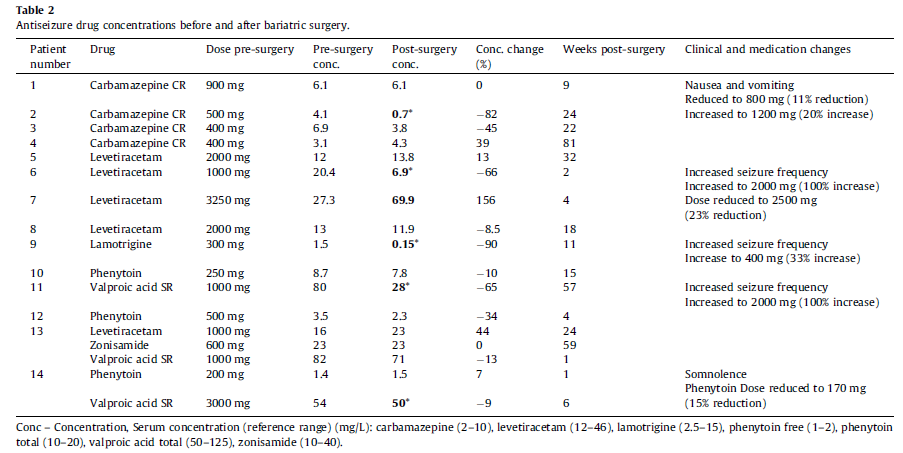 Table 2
Antiseizure drug concentrations before and after bariatric surgery.
Patient number Drug Dose pre-surgery Pre-surgery conc. Post-surgery conc. Conc. change (%) Weeks post-surgery Clinical and medication changes
1 Carbamazepine CR 900 mg 6.1 6.1 0 9 Nausea and vomiting
Reduced to 800 mg (11% reduction)
2 Carbamazepine CR 500 mg 4.1 0.7* −82 24 Increased to 1200 mg (20% increase)
3 Carbamazepine CR 400 mg 6.9 3.8 −45 22
4 Carbamazepine CR 400 mg 3.1 4.3 39 81
5 Levetiracetam 2000 mg 12 13.8 13 32
6 Levetiracetam 1000 mg 20.4 6.9* −66 2 Increased seizure frequency
Increased to 2000 mg (100% increase)
7 Levetiracetam 3250 mg 27.3 69.9 156 4 Dose reduced to 2500 mg
(23% reduction)
8 Levetiracetam 2000 mg 13 11.9 −8.5 18
9 Lamotrigine 300 mg 1.5 0.15* −90 11 Increased seizure frequency
Increase to 400 mg (33% increase)
10 Phenytoin 250 mg 8.7 7.8 −10 15
11 Valproic acid SR 1000 mg 80 28* −65 57 Increased seizure frequency
Increased to 2000 mg (100% increase)
12 Phenytoin 500 mg 3.5 2.3 −34 4
13 Levetiracetam 1000 mg 16 23 44 24
Zonisamide 600 mg 23 23 0 59
Valproic acid SR 1000 mg 82 71 −13 1
14 Phenytoin 200 mg 1.4 1.5 7 1 Somnolence
Phenytoin Dose reduced to 170 mg
Valproic acid SR 3000 mg 54 50* −9 6 (15% reduction)
Conc – Concentration, Serum concentration (reference range) (mg/L): carbamazepine (2–10), levetiracetam (12–46), lamotrigine (2.5–15), phenytoin free (1–2), phenytoin
total (10–20), valproic acid total (50–125), zonisamide (10–40).